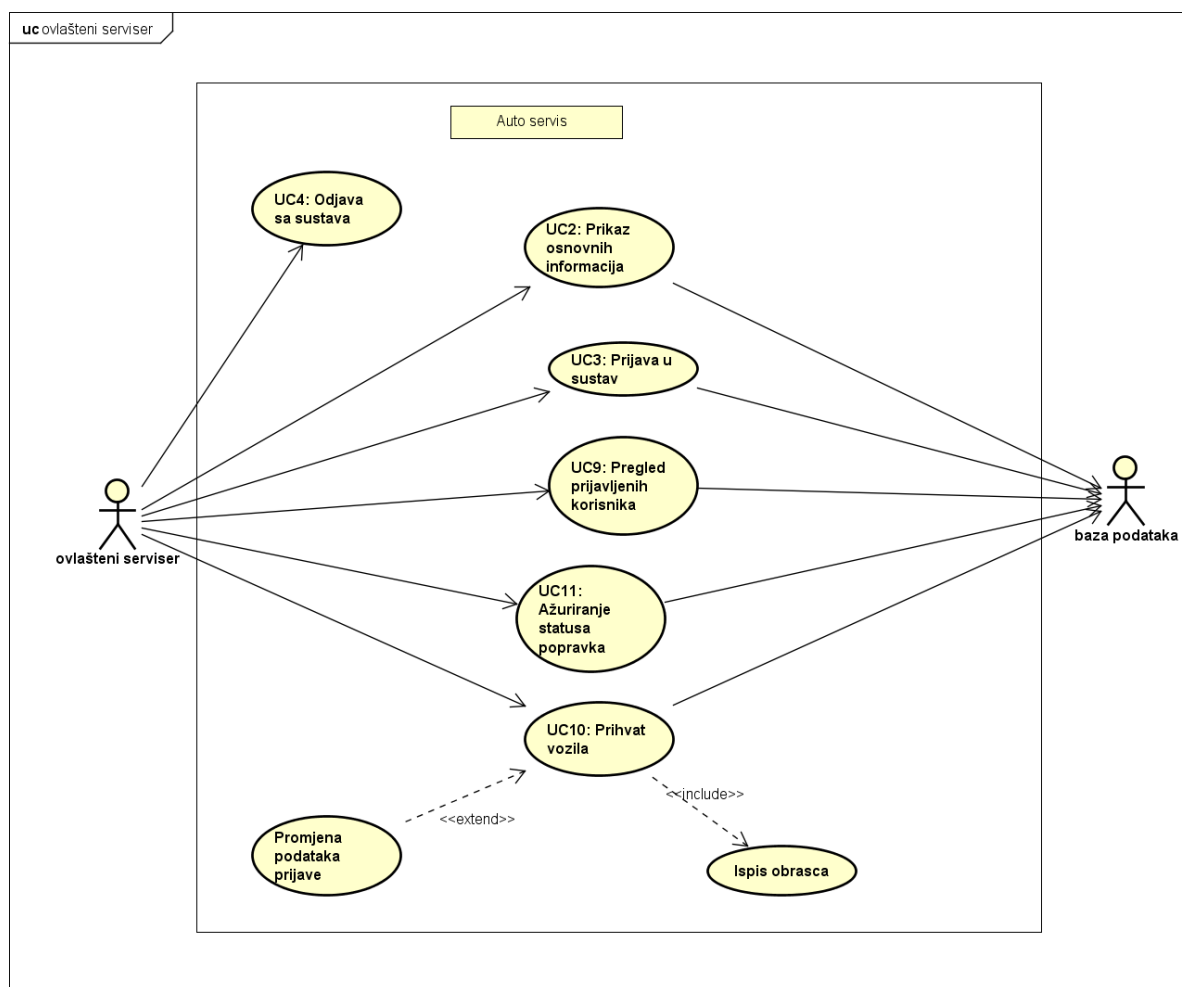 uc ovlašteni serviser
Auto servis
UC4: Odjava
sa sustava
UC2: Prikaz
osnovnih
informacija
UC3: Prijava u
sustav
UC9: Pregled
prijavljenih
korisnika
ovlašteni serviser
baza podataka
UC11:
Ažuriranje
statusa
popravka
UC10: Prihvat
vozila
<<include>>
<<extend>>
Promjena
podataka
prijave
Ispis obrasca